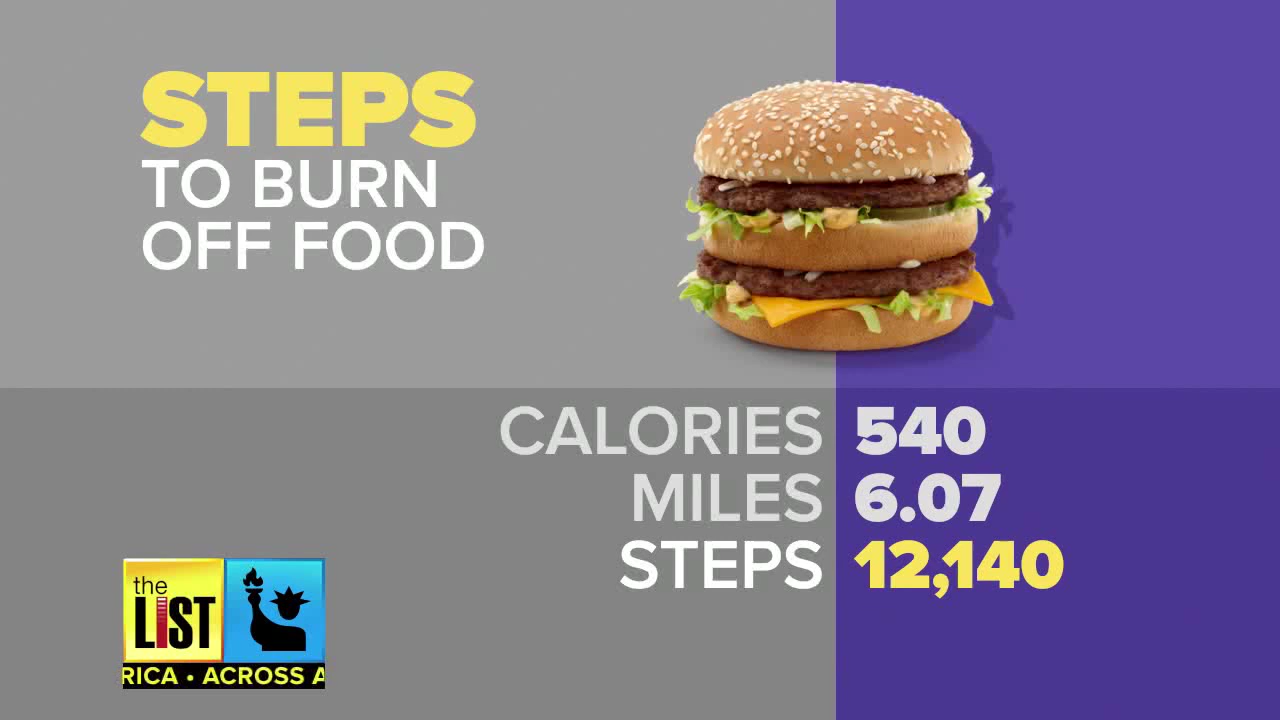 STEPS
TO BURN
OFF FOOD
CALORIES 540
MILES 6.07
STEPS 12,140
the
LIST
RICA • ACROSS A